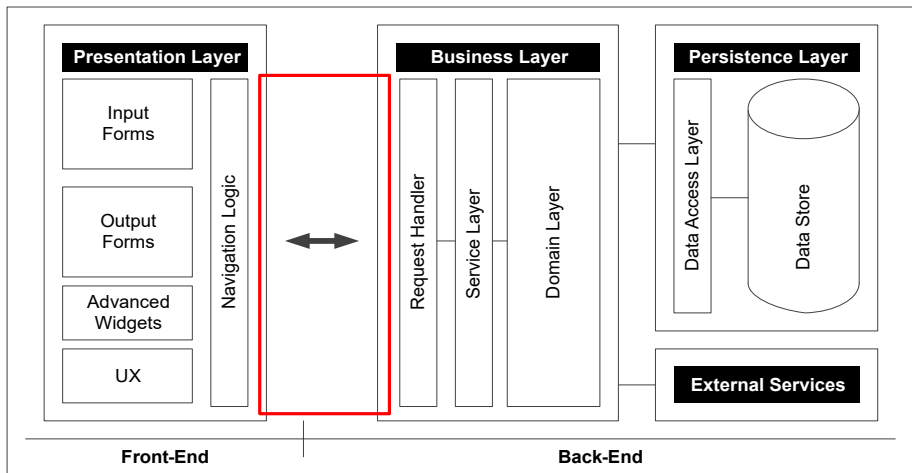 Presentation Layer
Input
Forms
Output
Forms
Advanced
Widgets
UX
Navigation Logic
Business Layer
Request Handler
Service Layer
Domain Layer
Persistence Layer
Data Access Layer
Data Store
External Services
Front-End
Back-End